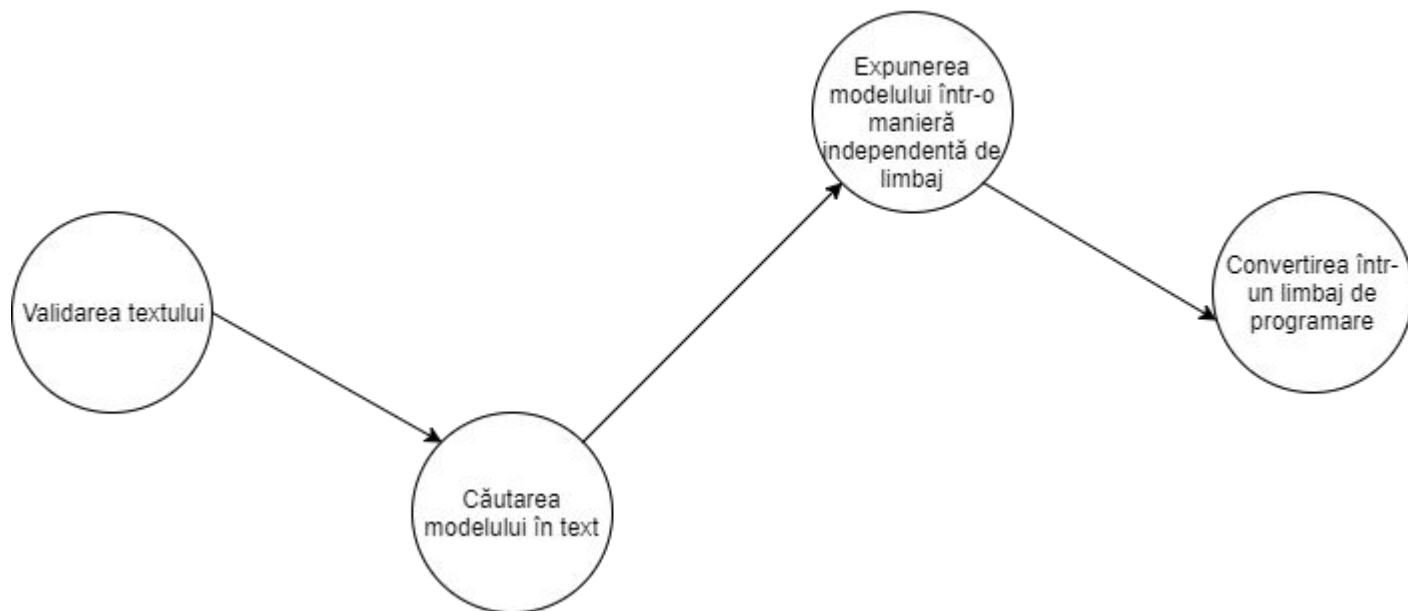 Validarea textului
Căutarea
modelului în text
Expunerea
modelului într-o
manieră
independentă de
limbaj
Convertirea într-
un limbaj de
programare